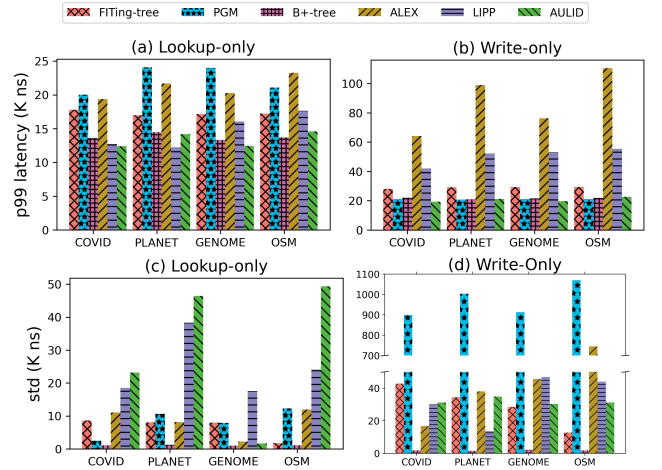 FITing-tree PGM B+-tree ALEX LIPP AULID
(a) Lookup-only
(b) Write-only
p99 latency (K ns)
25
20
15
10
5
0
COVID PLANET GENOME OSM
100
80
60
40
20
0
COVID PLANET GENOME OSM
(c) Lookup-only
(d) Write-Only
std (K ns)
50
40
30
20
10
0
COVID PLANET GENOME OSM
1100
1000
900
800
700
40
20
0
COVID PLANET GENOME OSM